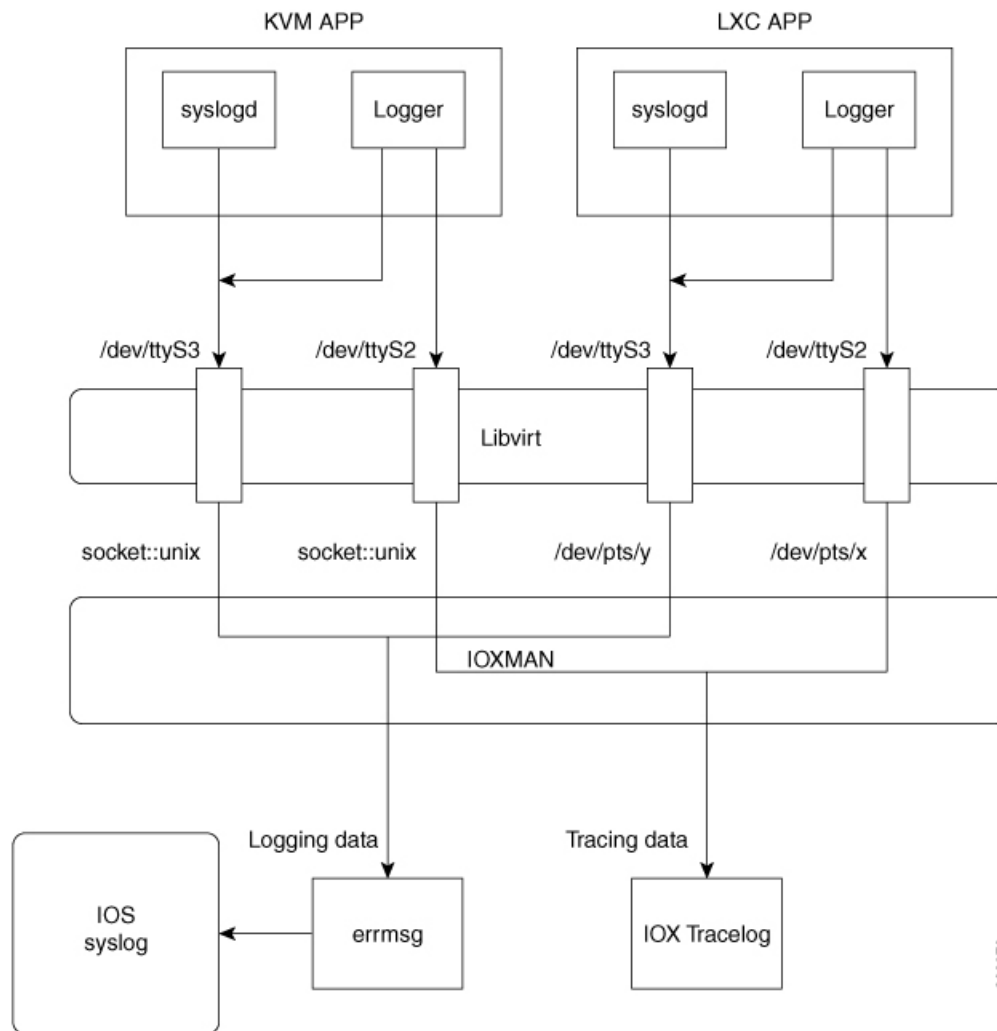 KVM APP
LXC APP
syslogd
Logger
syslogd
Logger
/dev/ttyS3
/dev/ttyS2
/dev/ttyS3
/dev/ttyS2
Libvirt
socket::unix
socket::unix
/dev/pts/y
/dev/pts/x
IOXMAN
Logging data
Tracing data
IOS
syslog
errmsg
IOX Tracelog